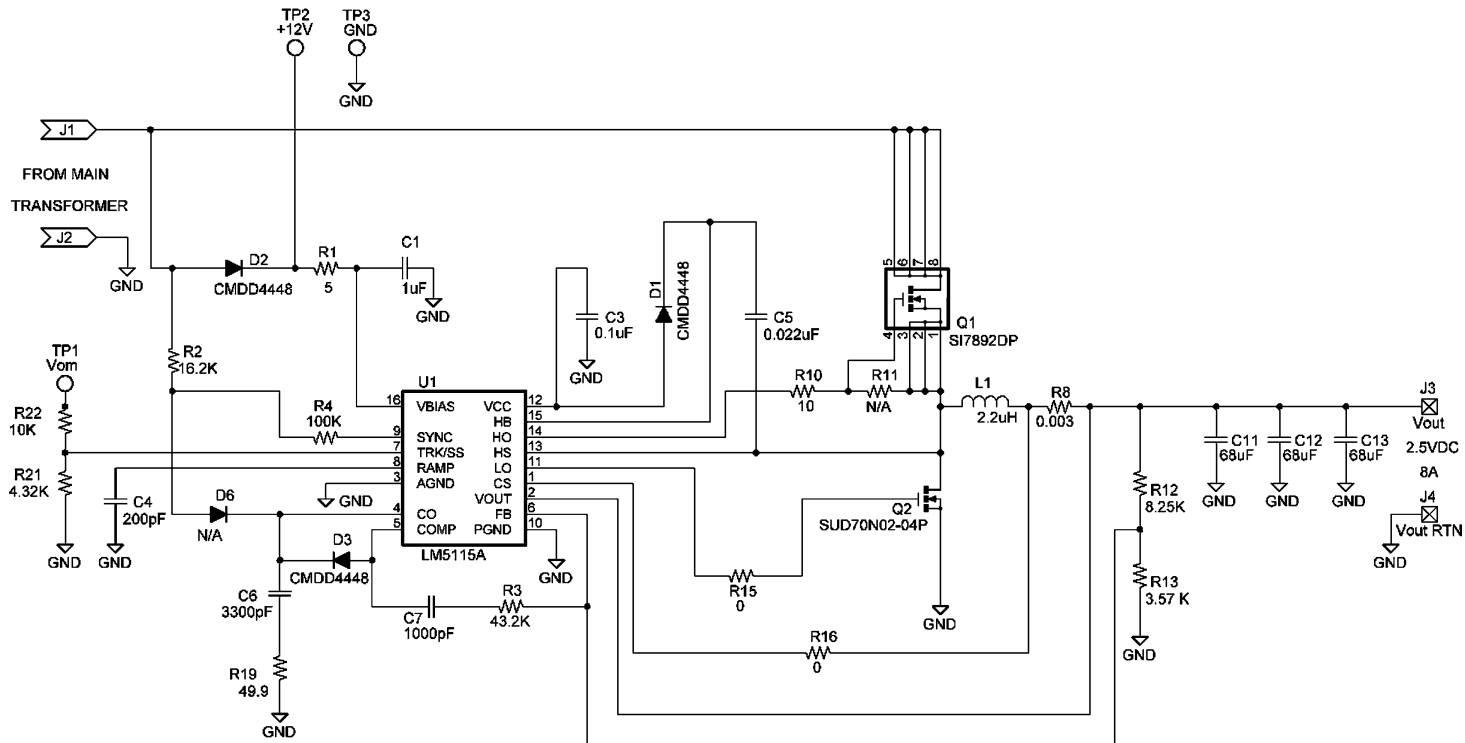 TP2
+12V
TP3
GND
GND
J1
FROM MAIN
TRANSFORMER
J2
GND
D2
CMDD4448
R1
5
C1
1uF
GND
C3
0.1uF
GND
D1
CMDD4448
C5
0.022uF
5 6 7 8
4 3 2 1
Q1
SI7892DP
R2
16.2K
TP1
Vom
R22
10K
R21
4.32K
GND
R4
100K
U1
16 VBIAS VCC 12
HB 15
9 SYNC HO 14
7 TRK/SS HS 13
8 RAMP LO 11
3 AGND CS 1
VOUT 2
4 CO FB 6
5 COMP PGND 10
LM5115A
GND
GND
C4
200pF
GND
D6
N/A
D3
CMDD4448
C6
3300pF
R19
49.9
GND
C7
1000pF
R3
43.2K
R10
10
R11
N/A
L1
2.2uH
R8
0.003
J3
Vout
2.5VDC
8A
J4
Vout RTN
GND
C11
68uF
GND
C12
68uF
GND
C13
68uF
GND
R12
8.25K
R13
3.57 K
GND
Q2
SUD70N02-04P
GND
R15
0
R16
0